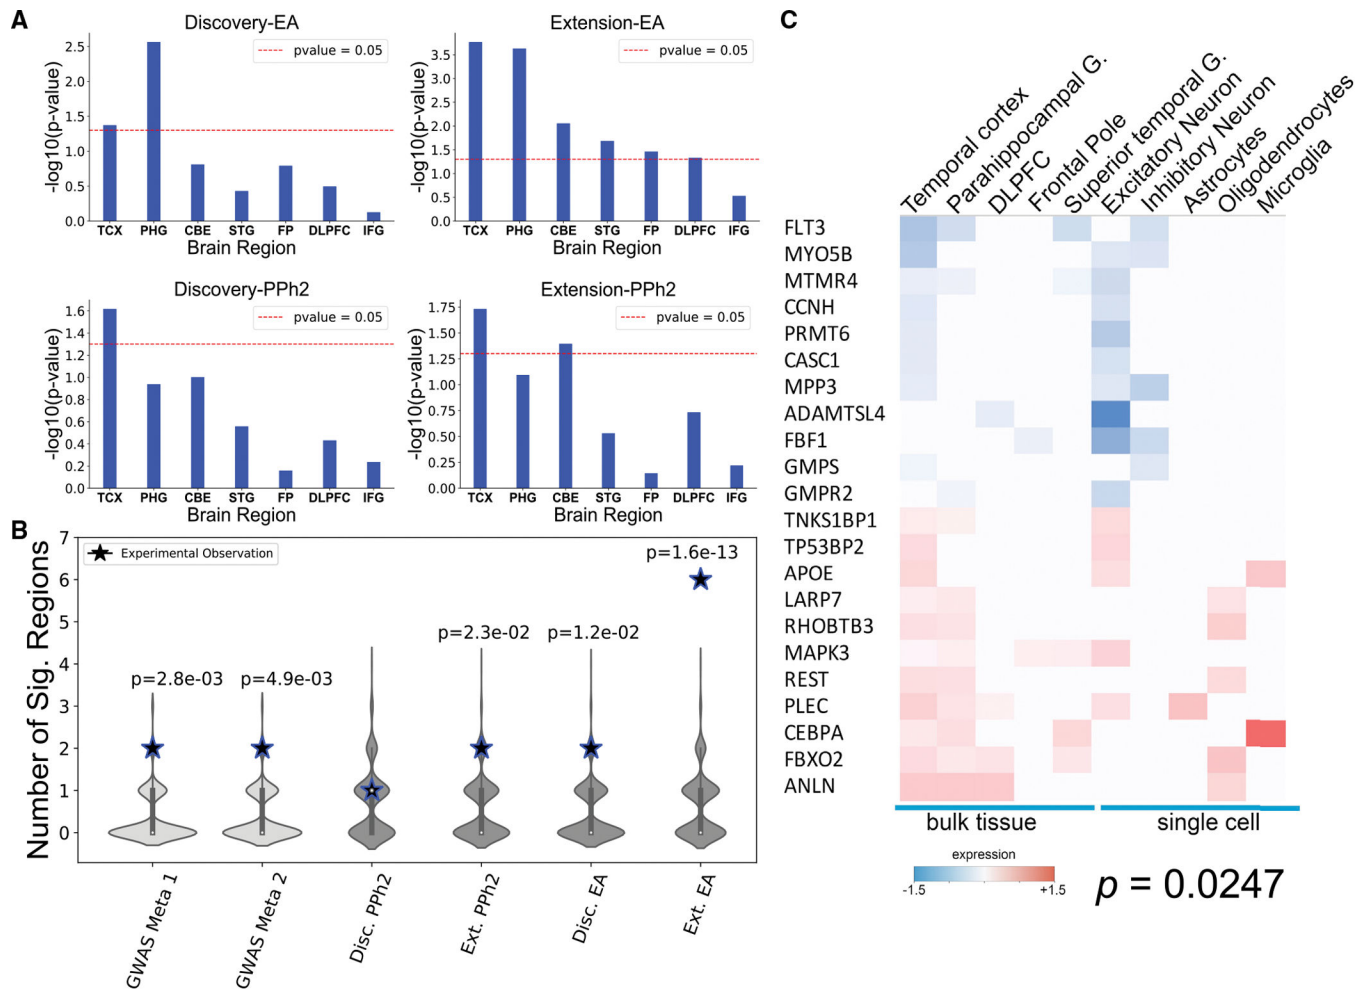 A
Discovery-EA
pvalue = 0.05
-log10(p-value)
2.5
2.0
1.5
1.0
0.5
0.0
TCX PHG CBE STG FP DLPFC IFG
Brain Region
Extension-EA
pvalue = 0.05
-log10(p-value)
3.5
3.0
2.5
2.0
1.5
1.0
0.5
0.0
TCX PHG CBE STG FP DLPFC IFG
Brain Region
Discovery-PPh2
pvalue = 0.05
-log10(p-value)
1.6
1.4
1.2
1.0
0.8
0.6
0.4
0.2
0.0
TCX PHG CBE STG FP DLPFC IFG
Brain Region
Extension-PPh2
pvalue = 0.05
-log10(p-value)
1.75
1.50
1.25
1.00
0.75
0.50
0.25
0.00
TCX PHG CBE STG FP DLPFC IFG
Brain Region
B
Experimental Observation
Number of Sig. Regions
7
6
5
4
3
2
1
0
p=2.8e-03
p=4.9e-03
p=2.3e-02
p=1.2e-02
p=1.6e-13
GWAS Meta 1
GWAS Meta 2
Disc. PPh2
Ext. PPh2
Disc. EA
Ext. EA
C
Temporal cortex
Parahippocampal G.
DLPFC
Frontal Pole
Superior temporal G.
Excitatory Neuron
Inhibitory Neuron
Astrocytes
Oligodendrocytes
Microglia
FLT3
MYO5B
MTMR4
CCNH
PRMT6
CASC1
MPP3
ADAMTSL4
FBF1
GMPS
GMPR2
TNKS1BP1
TP53BP2
APOE
LARP7
RHOBTB3
MAPK3
REST
PLEC
CEBPA
FBXO2
ANLN
bulk tissue
single cell
expression
-1.5
+1.5
p = 0.0247